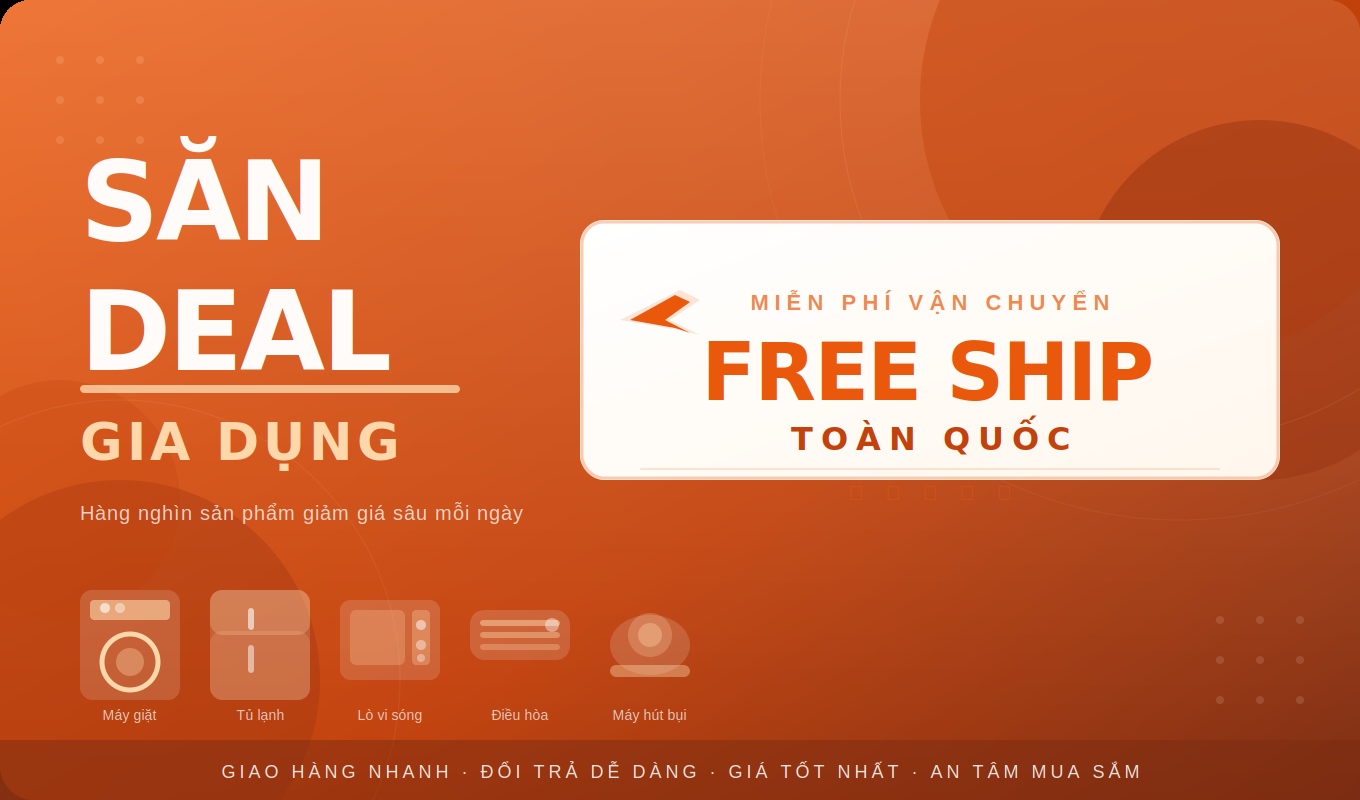 SĂN
DEAL
GIA DỤNG
Hàng nghìn sản phẩm giảm giá sâu mỗi ngày
MIỄN PHÍ VẬN CHUYỂN
FREE SHIP
TOÀN QUỐC
Máy giặt
Tủ lạnh
Lò vi sóng
Điều hòa
Máy hút bụi
GIAO HÀNG NHANH · ĐỔI TRẢ DỄ DÀNG · GIÁ TỐT NHẤT · AN TÂM MUA SẮM